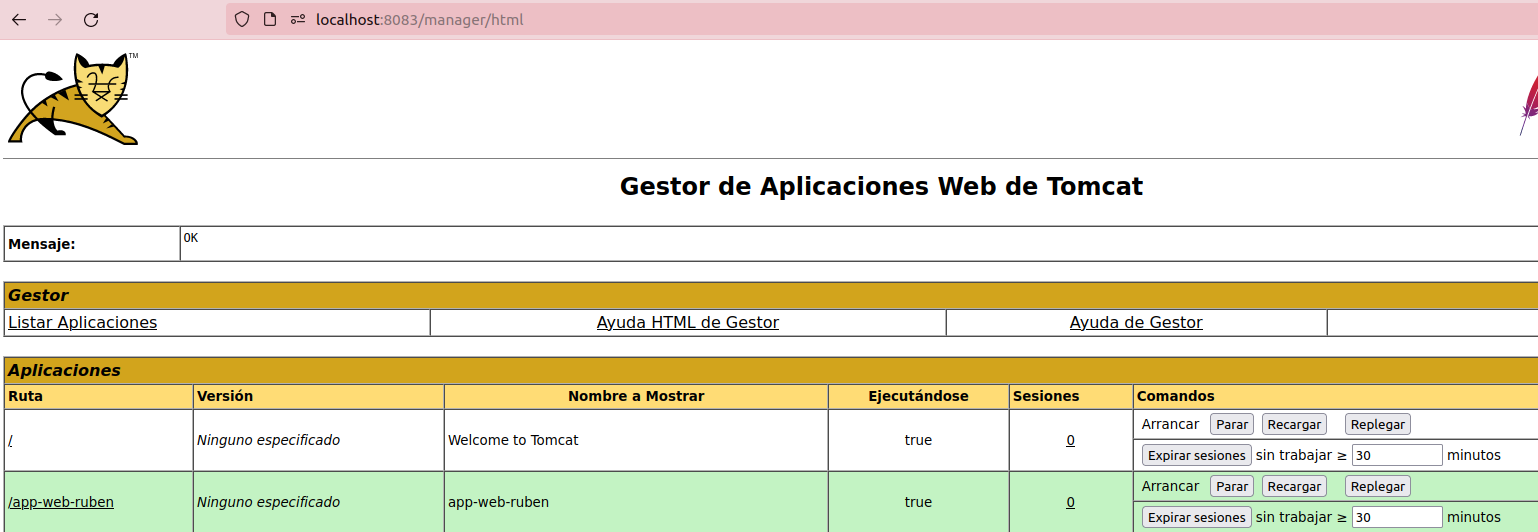 localhost:8083/manager/html
TM
Gestor de Aplicaciones Web de Tomcat
Mensaje: OK
Gestor
Listar Aplicaciones Ayuda HTML de Gestor Ayuda de Gestor
Aplicaciones
Ruta Versión Nombre a Mostrar Ejecutándose Sesiones Comandos
/ Ninguno especificado Welcome to Tomcat true 0 Arrancar Parar Recargar Replegar
Expirar sesiones sin trabajar ≥ 30 minutos
/app-web-ruben Ninguno especificado app-web-ruben true 0 Arrancar Parar Recargar Replegar
Expirar sesiones sin trabajar ≥ 30 minutos